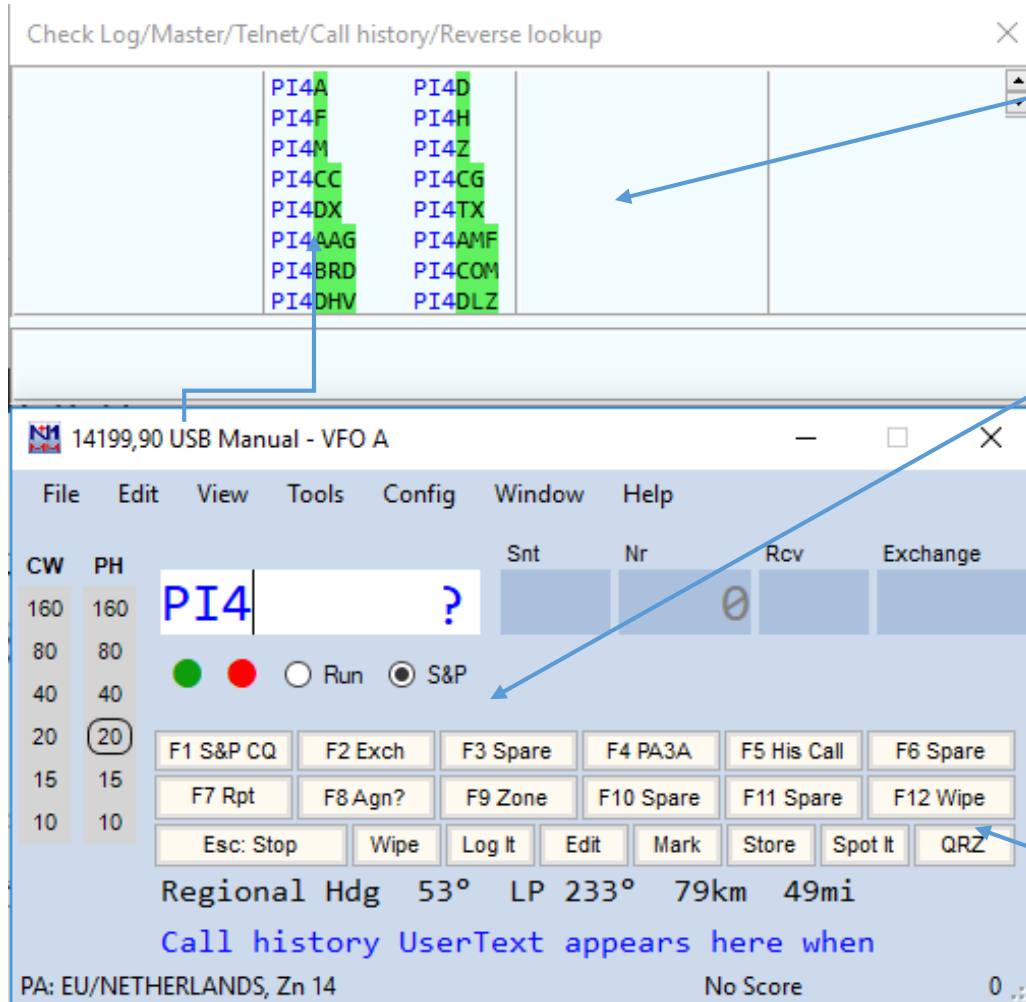 Check Log/Master/Telnet/Call history/Reverse lookup
PI4A PI4D
PI4F PI4H
PI4M PI4Z
PI4CC PI4CG
PI4DX PI4TX
PI4AAG PI4AMF
PI4BRD PI4COM
PI4DHV PI4DLZ
N1 MM 14199,90 USB Manual - VFO A
File Edit View Tools Config Window Help
Snt Nr Rcv Exchange
CW PH
PI4 ? 0
160 160
80 80
Run S&P
40 40
20 20
F1 S&P CQ F2 Exch F3 Spare F4 PA3A F5 His Call F6 Spare
15 15
F7 Rpt F8 Agn? F9 Zone F10 Spare F11 Spare F12 Wipe
10 10
Esc: Stop Wipe Log It Edit Mark Store Spot It QRZ
Regional Hdg 53° LP 233° 79km 49mi
Call history UserText appears here when
PA: EU/NETHERLANDS, Zn 14 No Score 0